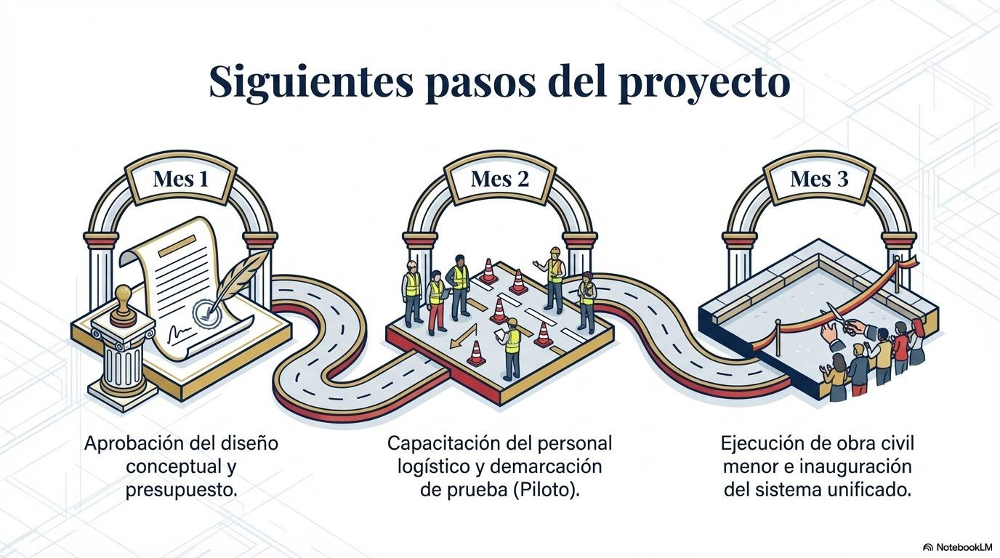 Siguientes pasos del proyecto
Mes 1
Mes 2
Mes 3
Aprobación del diseño
conceptual y
presupuesto.
Capacitación del personal
logístico y demarcación
de prueba (Piloto).
Ejecución de obra civil
menor e inauguración
del sistema unificado.
NotebookLM